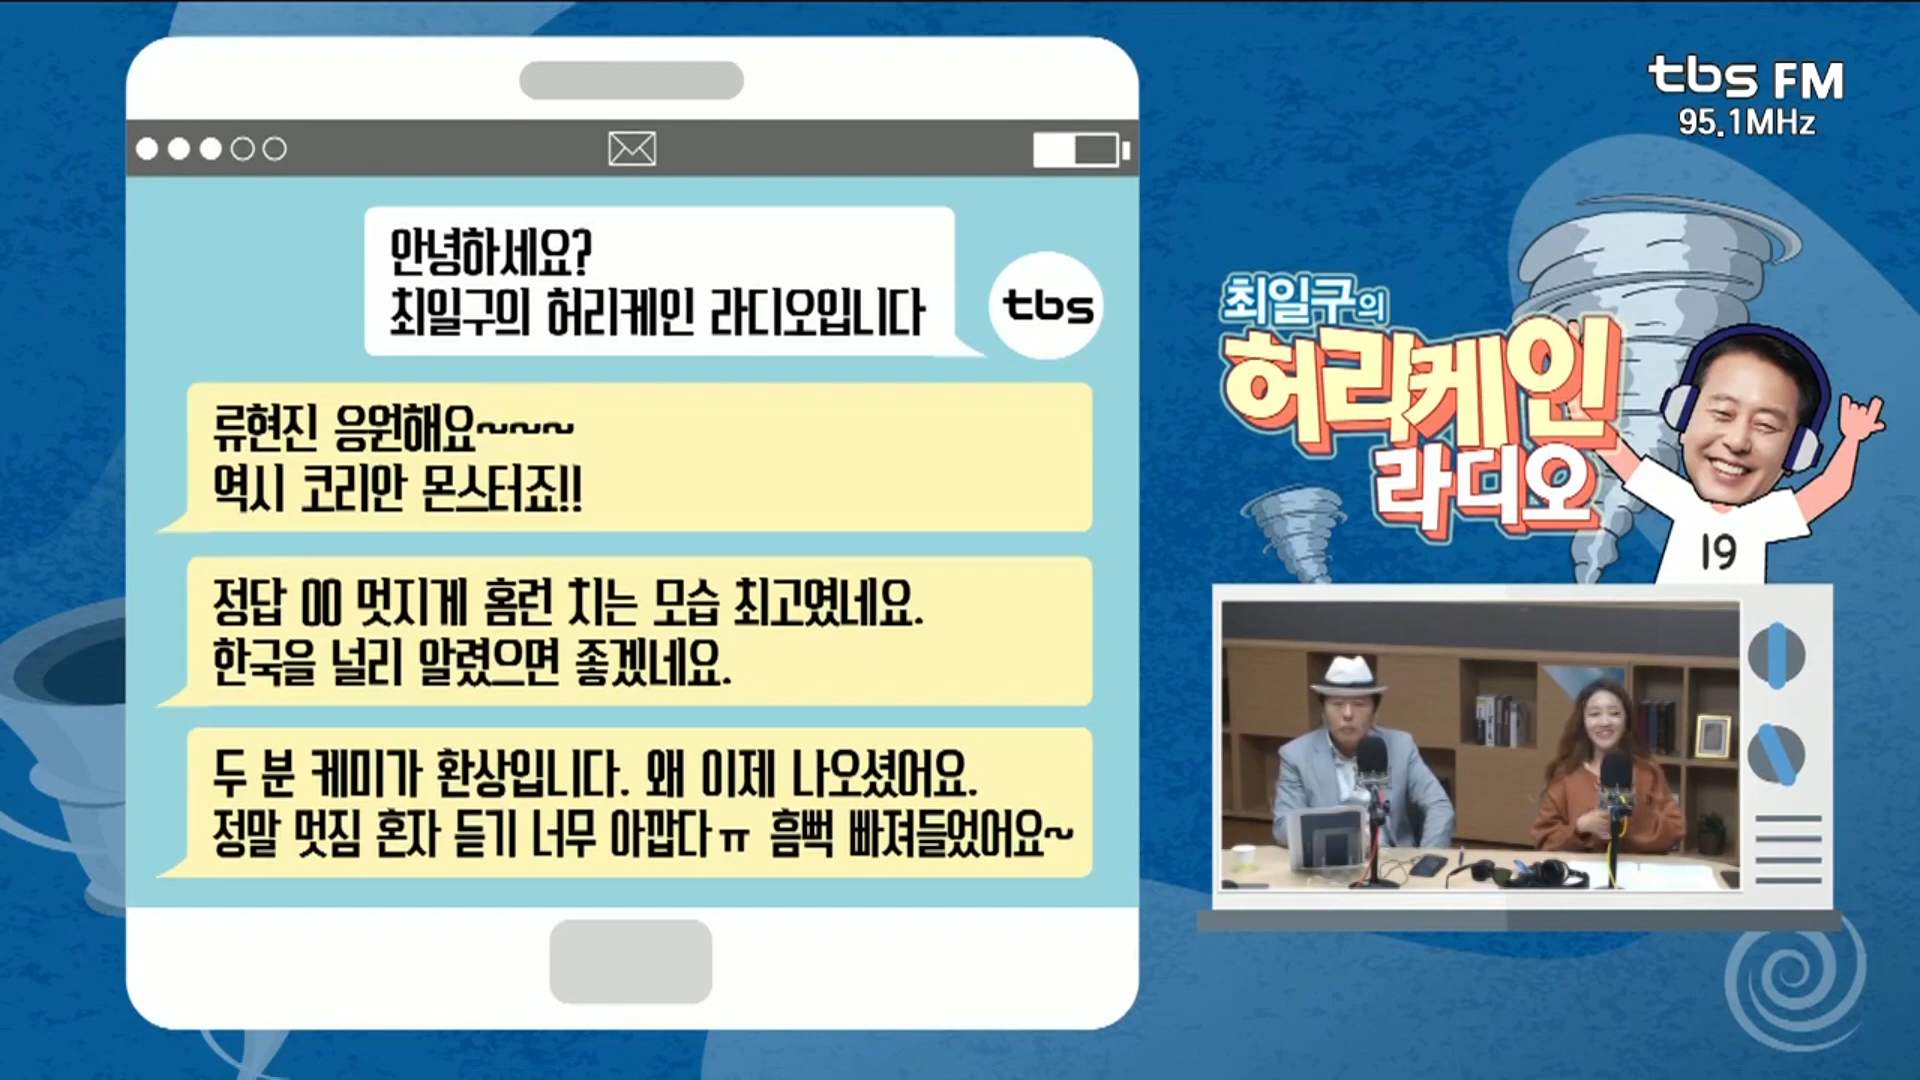 tbs FM
95.1MHz
안녕하세요?
최일구의 허리케인 라디오입니다
tbs
류현진 응원해요~~~
역시 코리안 몬스터죠!!
정답 00 멋지게 홈런 치는 모습 최고였네요.
한국을 널리 알렸으면 좋겠네요.
두 분 케미가 환상입니다. 왜 이제 나오셨어요.
정말 멋짐 혼자 듣기 너무 아깝다ㅠ 흠뻑 빠져들었어요~
최일구의
허리케인
라디오
19